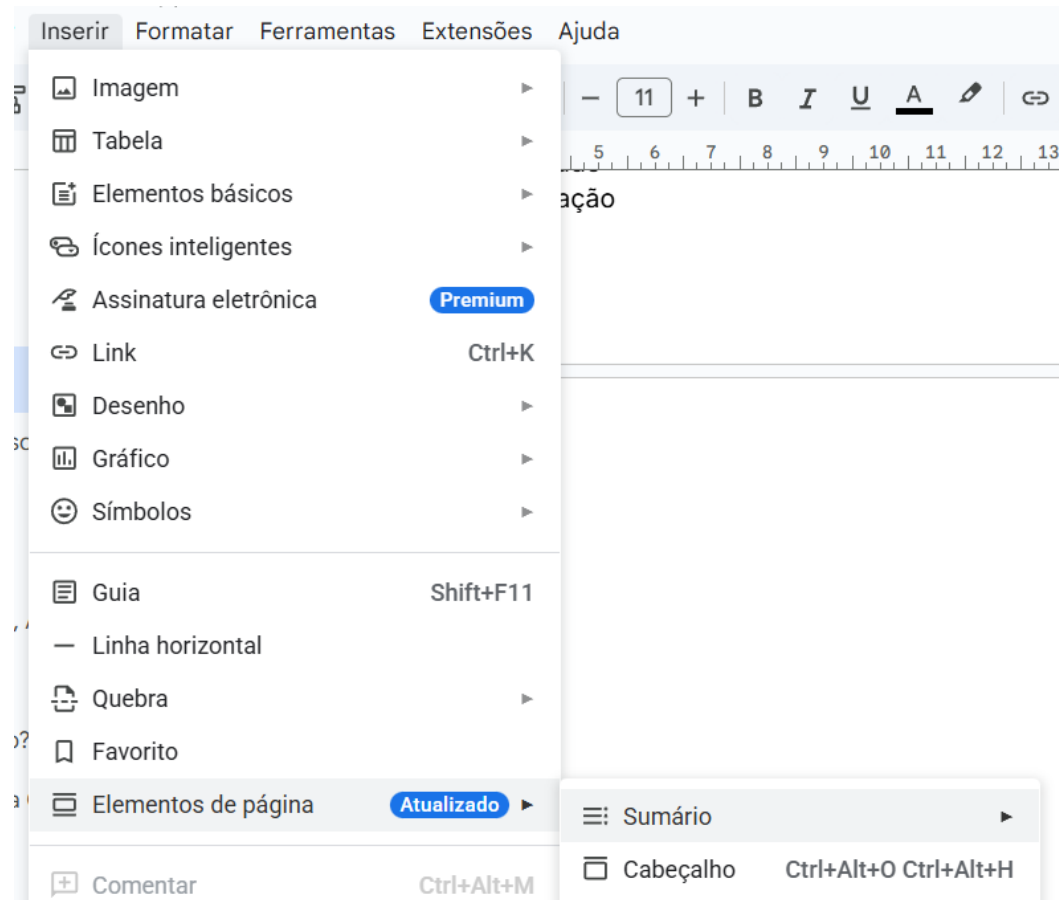 Inserir Formatar Ferramentas Extensões Ajuda
Imagem
11 B I U A
Tabela
5 6 7 8 9 10 11 12 13
Elementos básicos
ação
Ícones inteligentes
Assinatura eletrônica Premium
Link Ctrl+K
Desenho
Gráfico
Símbolos
Guia Shift+F11
Linha horizontal
Quebra
Favorito
Elementos de página Atualizado
Sumário
Cabeçalho Ctrl+Alt+O Ctrl+Alt+H
Comentar Ctrl+Alt+M